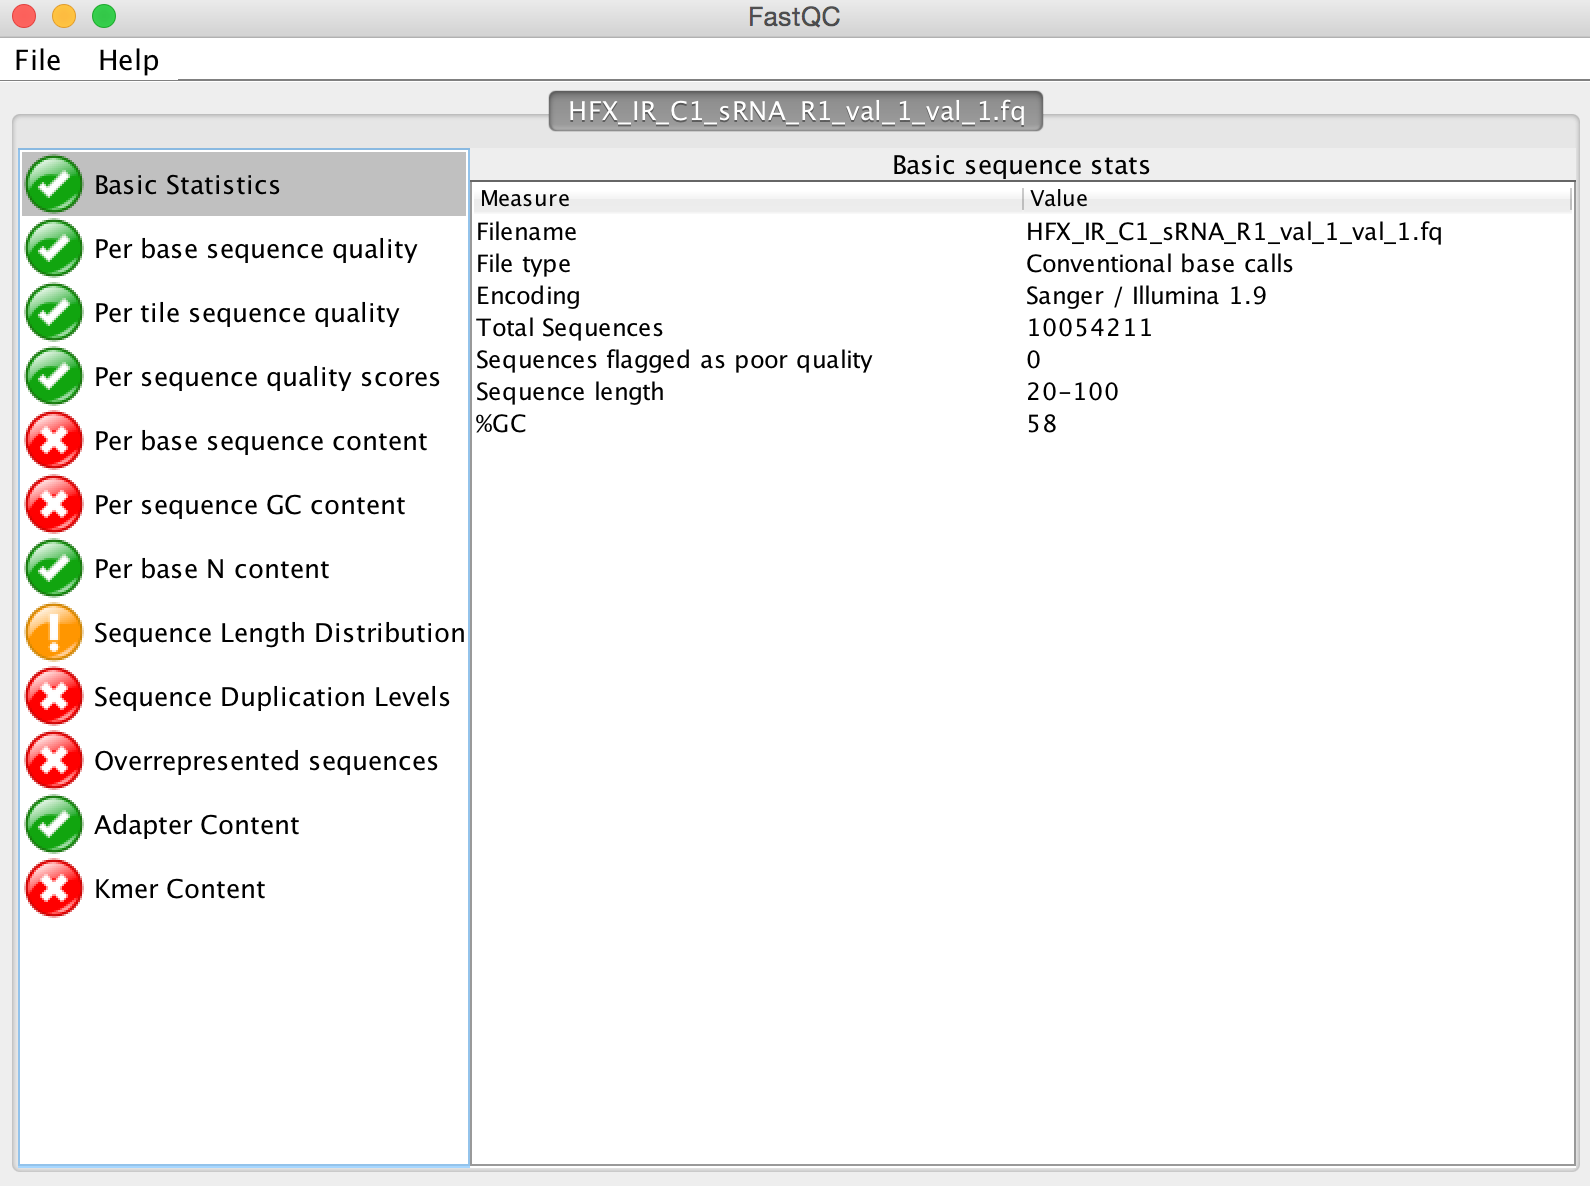 FastQC
File Help
HFX_IR_C1_sRNA_R1_val_1_val_1.fq
Basic Statistics
Per base sequence quality
Per tile sequence quality
Per sequence quality scores
Per base sequence content
Per sequence GC content
Per base N content
Sequence Length Distribution
Sequence Duplication Levels
Overrepresented sequences
Adapter Content
Kmer Content
Basic sequence stats
Measure Value
Filename HFX_IR_C1_sRNA_R1_val_1_val_1.fq
File type Conventional base calls
Encoding Sanger / Illumina 1.9
Total Sequences 10054211
Sequences flagged as poor quality 0
Sequence length 20-100
%GC 58